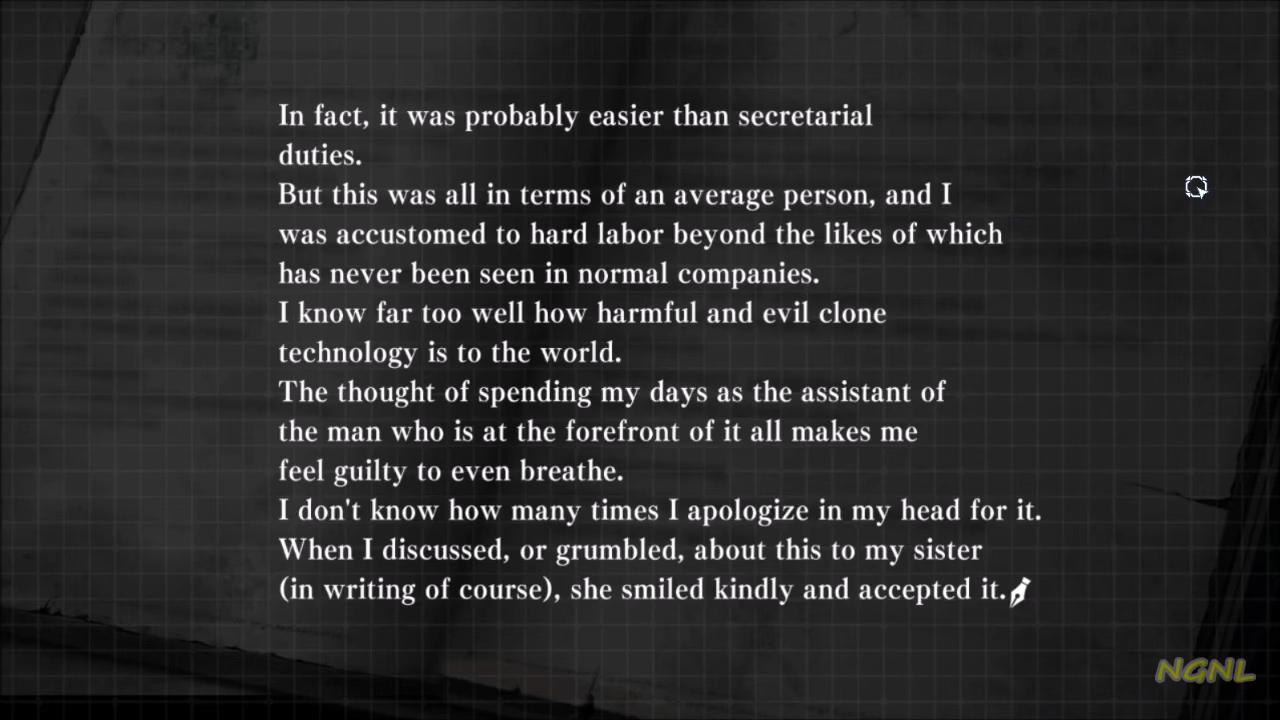 In fact, it was probably easier than secretarial
duties.
But this was all in terms of an average person, and I
was accustomed to hard labor beyond the likes of which
has never been seen in normal companies.
I know far too well how harmful and evil clone
technology is to the world.
The thought of spending my days as the assistant of
the man who is at the forefront of it all makes me
feel guilty to even breathe.
I don't know how many times I apologize in my head for it.
When I discussed, or grumbled, about this to my sister
(in writing of course), she smiled kindly and accepted it.
NGNL